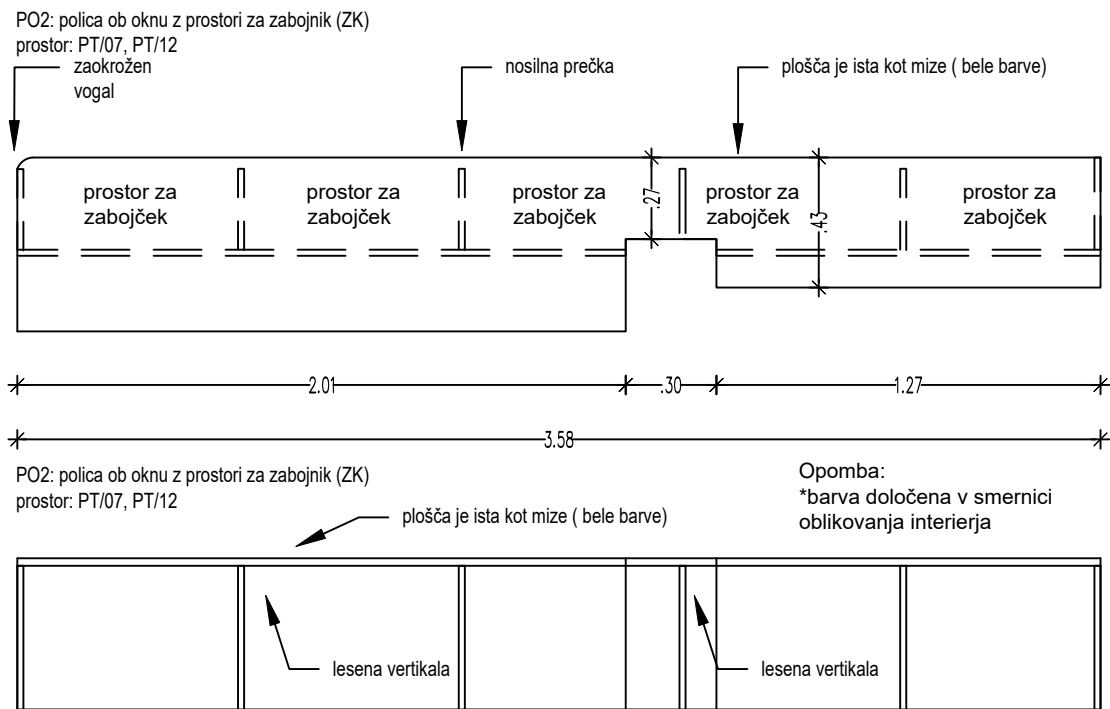 PO2: polica ob oknu z prostori za zabojnik (ZK)
prostor: PT/07, PT/12
zaokrožen
vogal
nosilna prečka
plošča je ista kot mize ( bele barve)
prostor za
zabojček
prostor za
zabojček
prostor za
zabojček
.27
prostor za
zabojček
.43
prostor za
zabojček
2.01
.30
1.27
3.58
PO2: polica ob oknu z prostori za zabojnik (ZK)
prostor: PT/07, PT/12
Opomba:
*barva določena v smernici
oblikovanja interierja
plošča je ista kot mize ( bele barve)
lesena vertikala
lesena vertikala